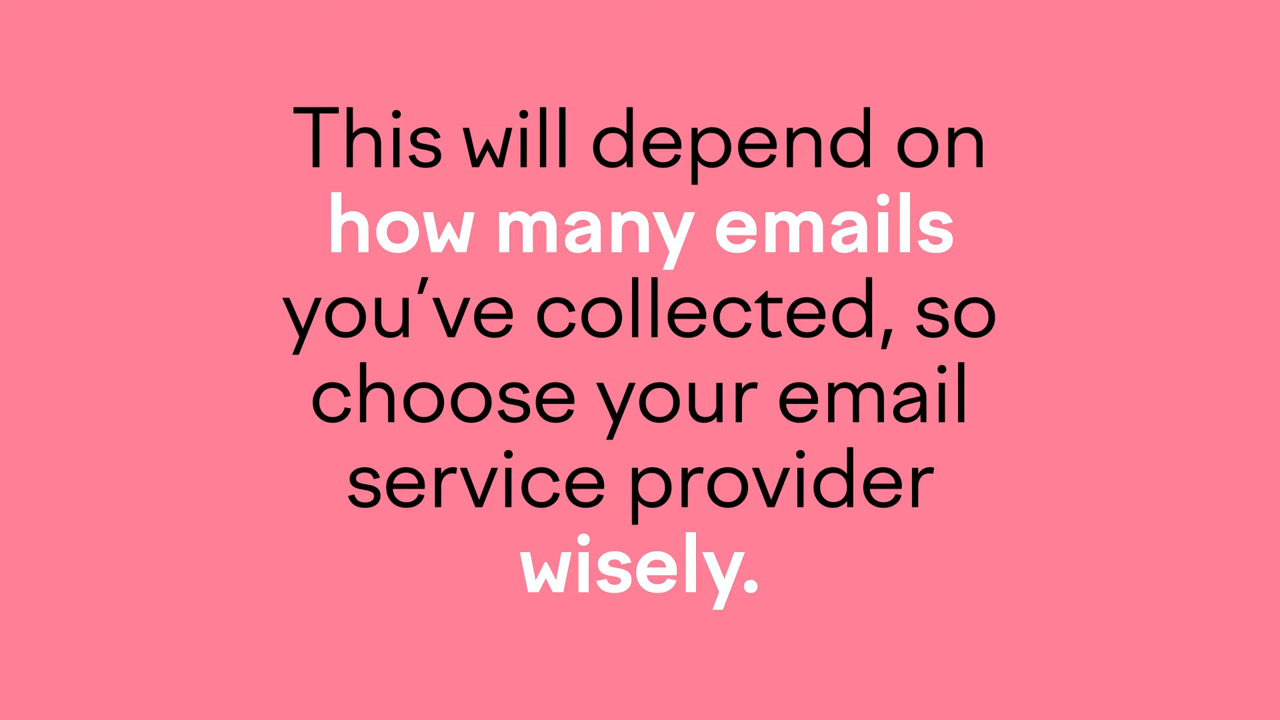 This will depend on
how many emails
you’ve collected, so
choose your email
service provider
wisely.